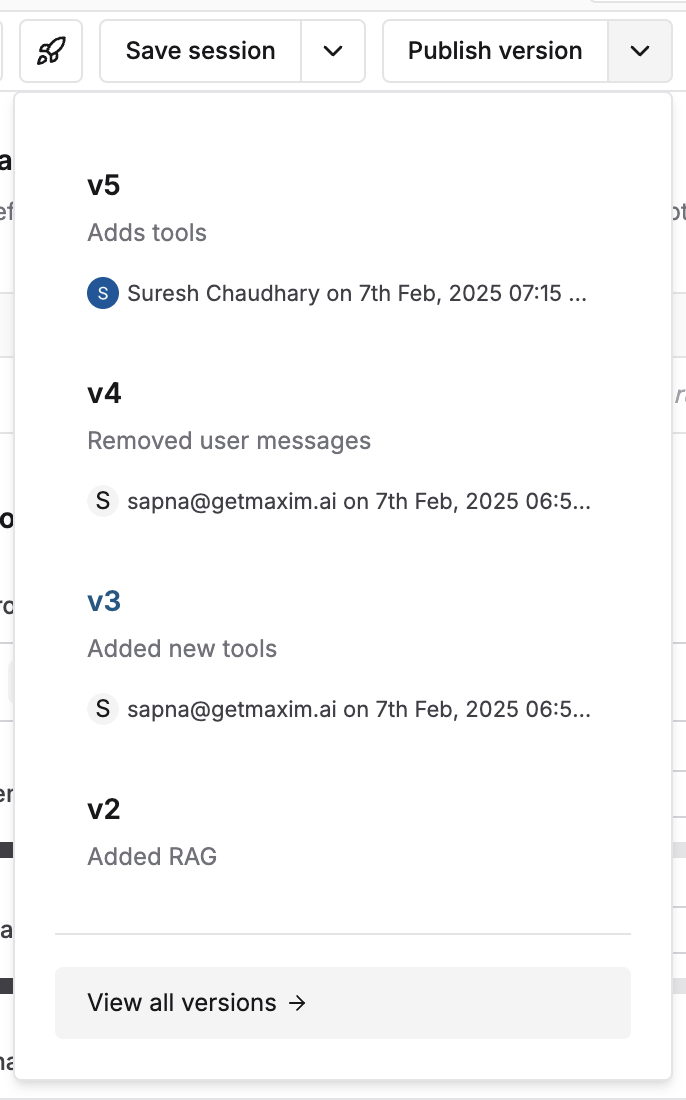 Save session
Publish version
v5
Adds tools
S Suresh Chaudhary on 7th Feb, 2025 07:15 ...
v4
Removed user messages
S sapna@getmaxim.ai on 7th Feb, 2025 06:5...
v3
Added new tools
S sapna@getmaxim.ai on 7th Feb, 2025 06:5...
v2
Added RAG
View all versions →